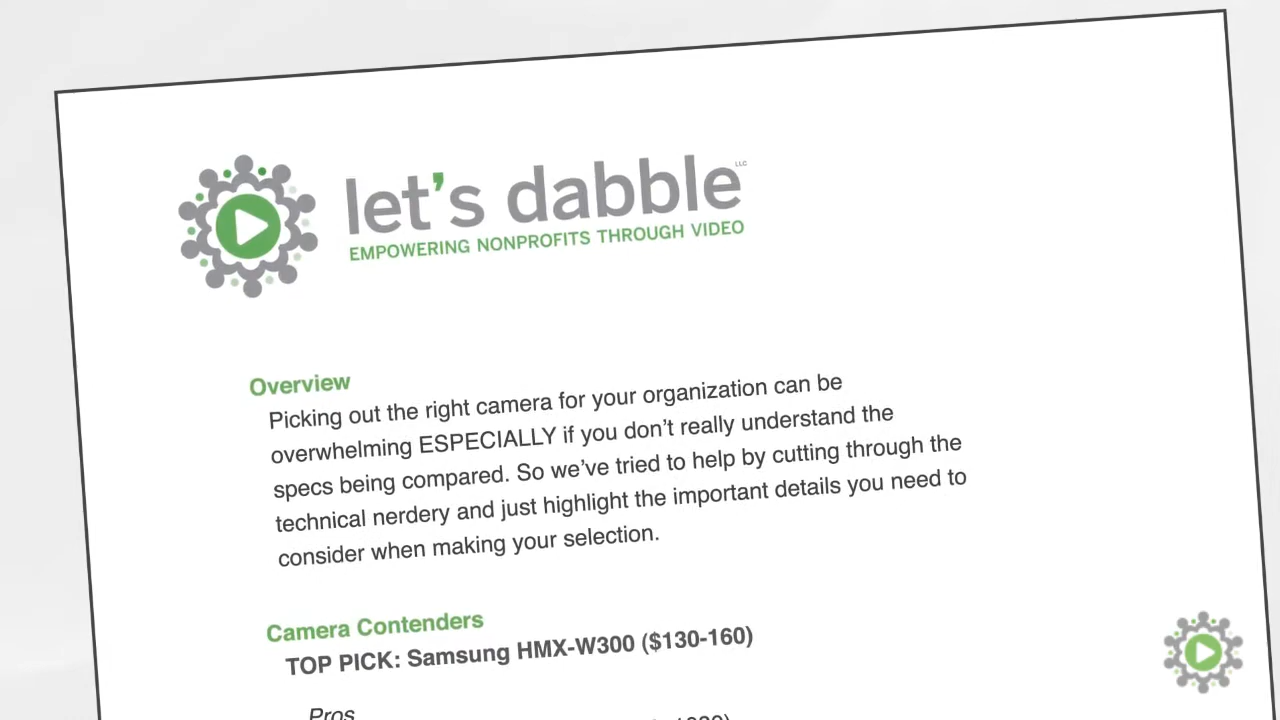 let's dabble LLC
EMPOWERING NONPROFITS THROUGH VIDEO
Overview
Picking out the right camera for your organization can be
overwhelming ESPECIALLY if you don't really understand the
specs being compared. So we've tried to help by cutting through the
technical nerdery and just highlight the important details you need to
consider when making your selection.
Camera Contenders
TOP PICK: Samsung HMX-W300 ($130-160)
Pros